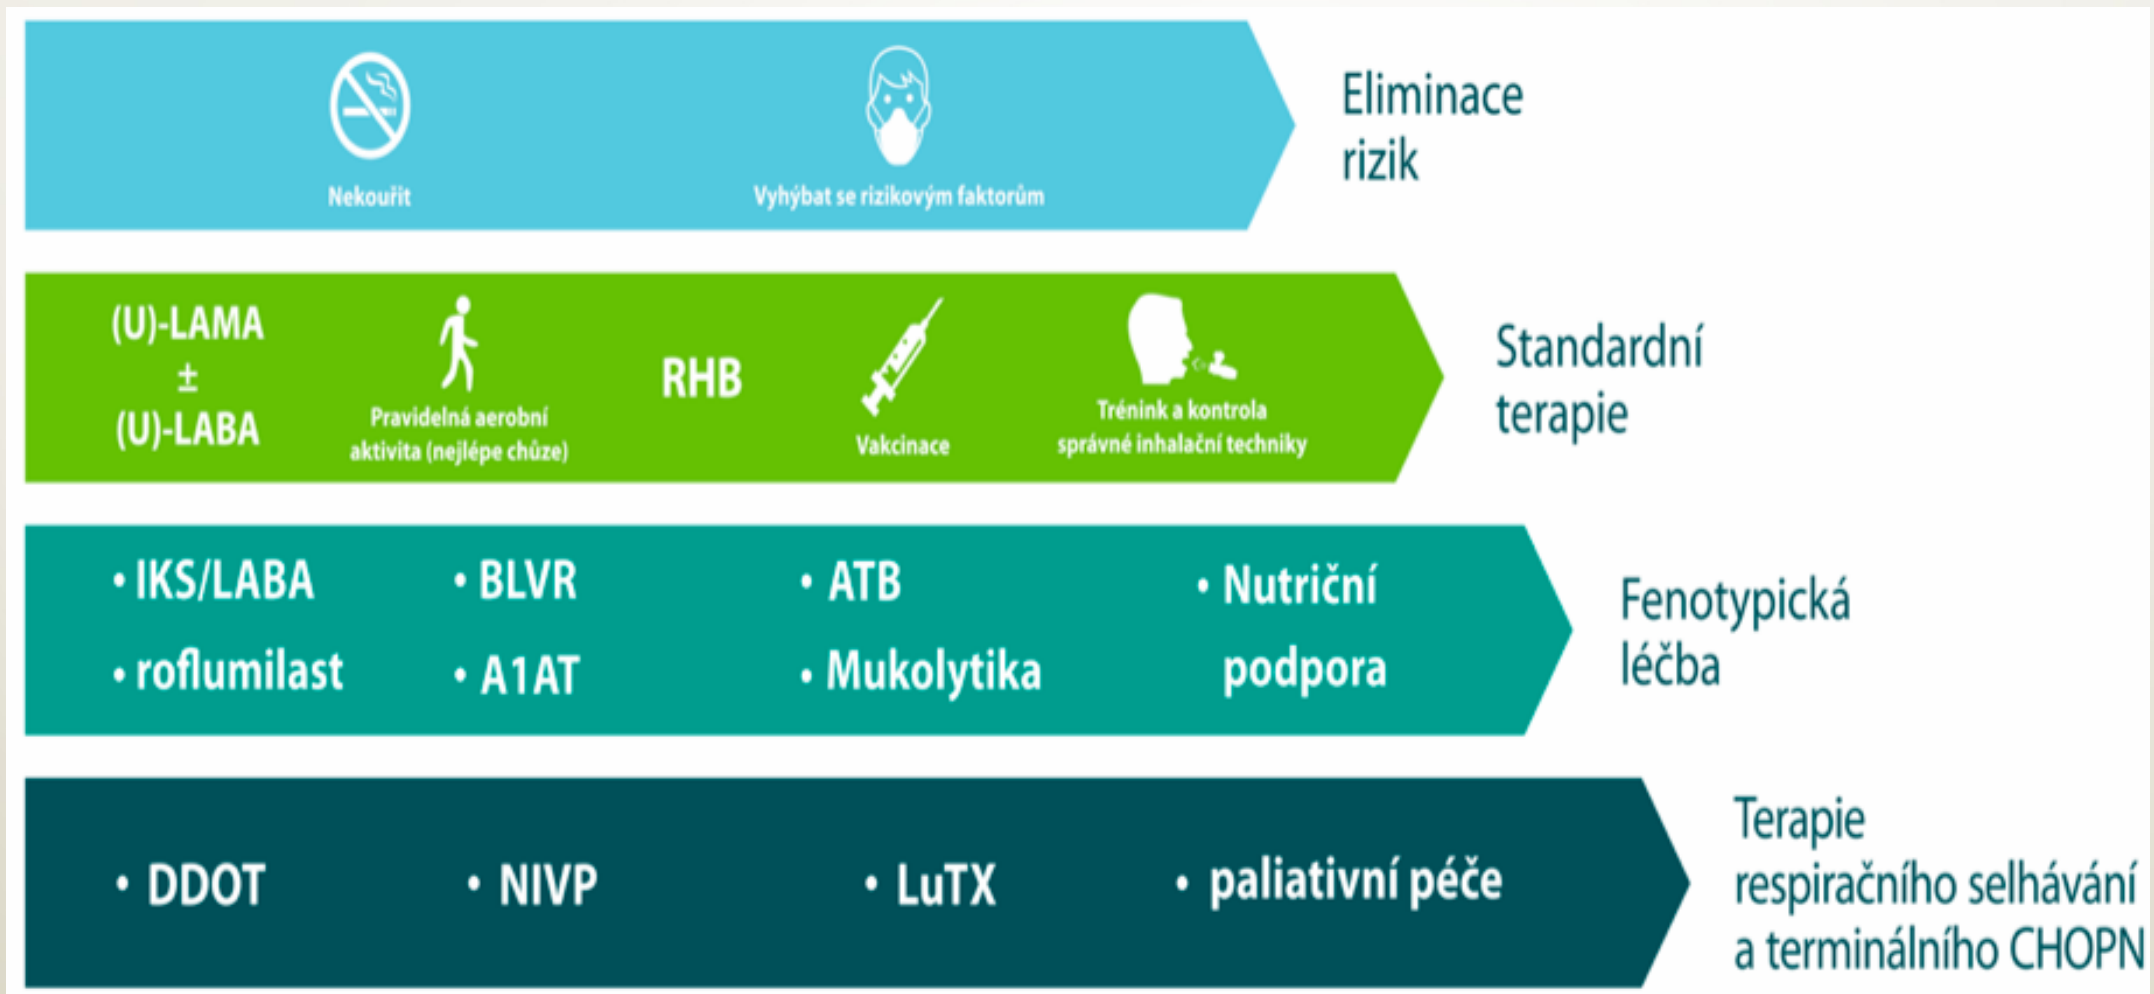 Nekouřit
Vyhýbat se rizikovým faktorům
Eliminace
rizik
(U)-LAMA
±
(U)-LABA
Pravidelná aerobní
aktivita (nejlépe chůze)
RHB
Vakcinace
Trénink a kontrola
správné inhalační techniky
Standardní
terapie
• IKS/LABA
• roflumilast
• BLVR
• A1AT
• ATB
• Mukolytika
• Nutriční
podpora
Fenotypická
léčba
• DDOT
• NIVP
• LuTX
• paliativní péče
Terapie
respiračního selhávání
a terminálního CHOPN